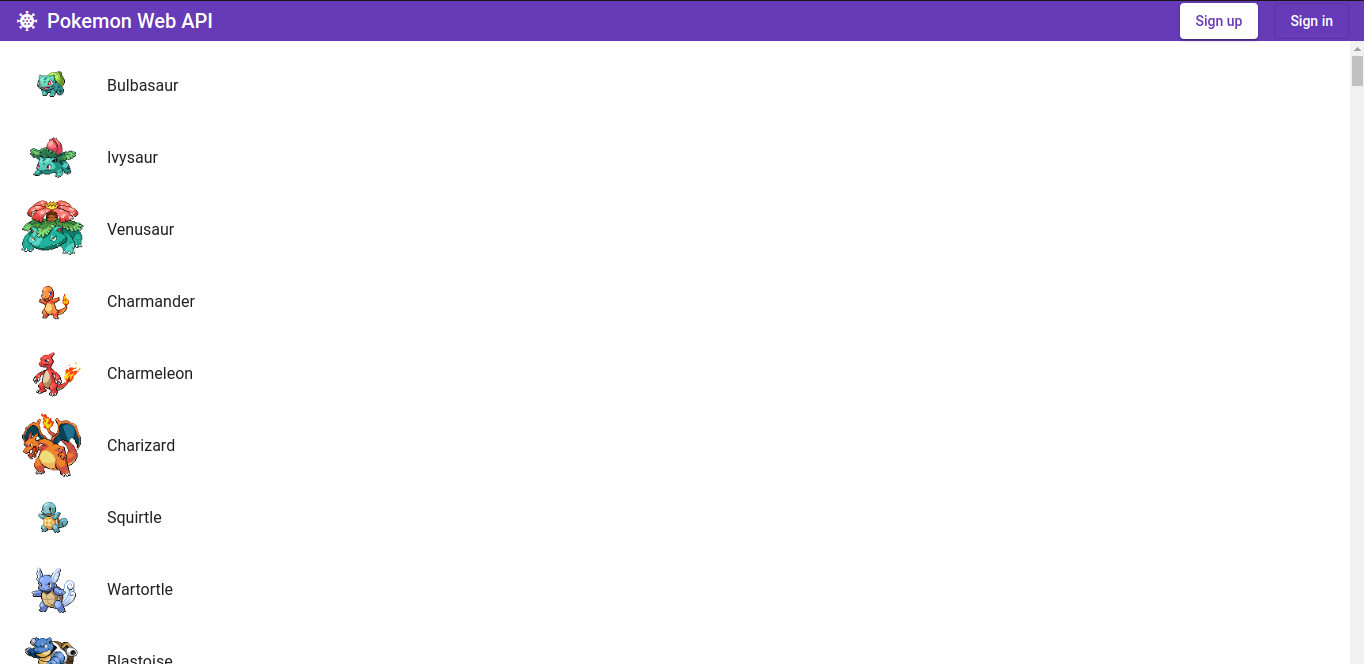 Pokemon Web API
Sign up
Sign in
Bulbasaur
Ivysaur
Venusaur
Charmander
Charmeleon
Charizard
Squirtle
Wartortle
Blastoise